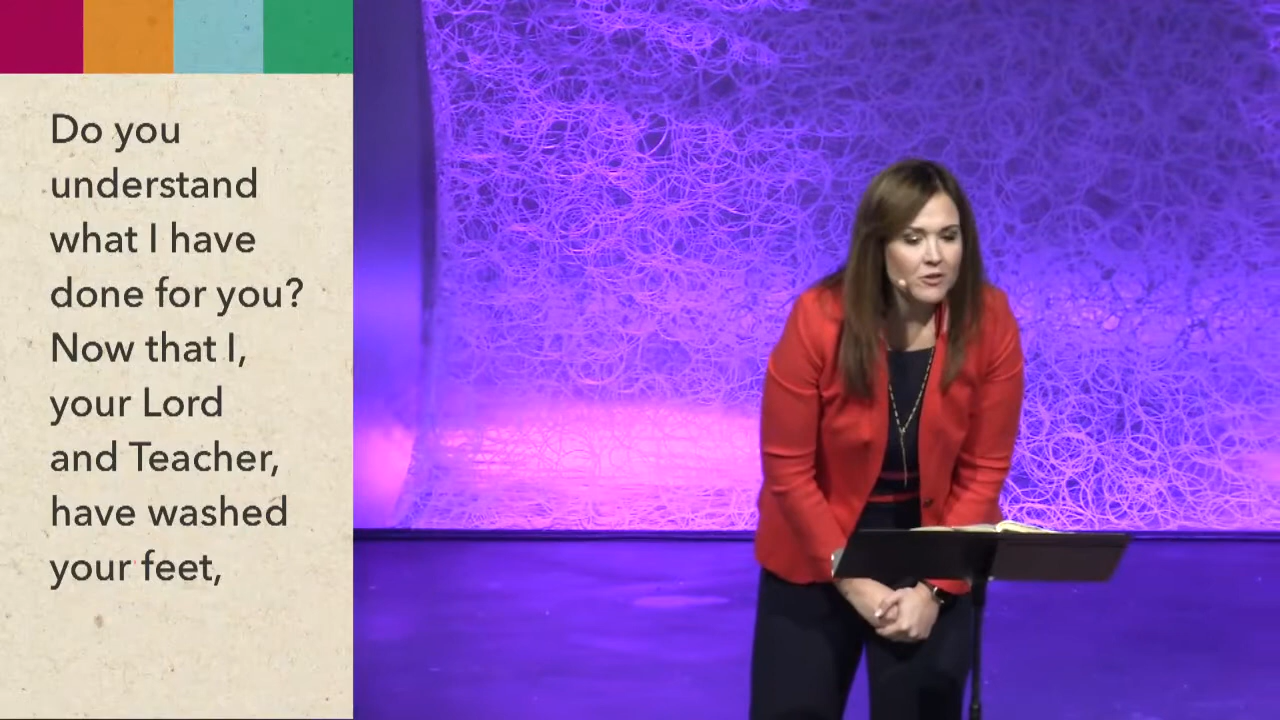 Do you
understand
what I have
done for you?
Now that I,
your Lord
and Teacher,
have washed
your feet,